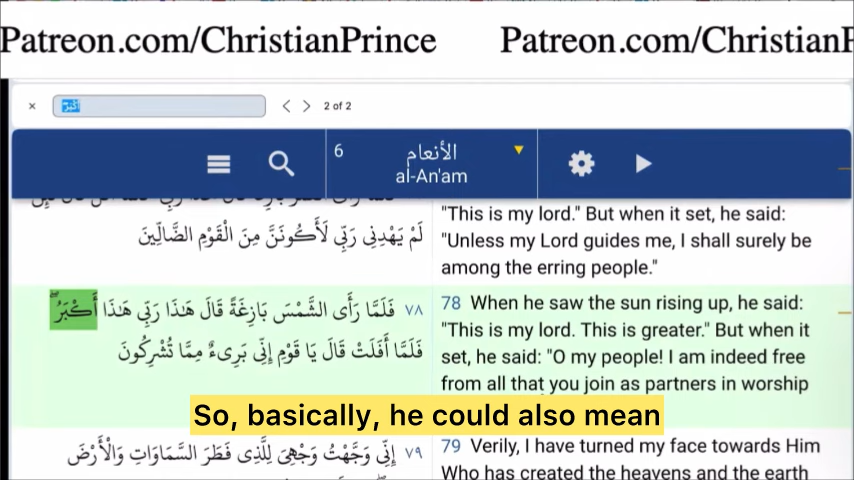 Patreon.com/ChristianPrince Patreon.com/ChristianP
× أكبر 2 of 2
6 الأنعام
al-An'am
"This is my lord." But when it set, he said:
لَمْ يَهْدِنِي رَبِّي لَأَكُونَنَّ مِنَ الْقَوْمِ الضَّالِّينَ
"Unless my Lord guides me, I shall surely be
among the erring people."
٧٨ فَلَمَّا رَأَى الشَّمْسَ بَازِغَةً قَالَ هَٰذَا رَبِّي هَٰذَا أَكْبَرُ ۖ
فَلَمَّا أَفَلَتْ قَالَ يَا قَوْمِ إِنِّي بَرِيءٌ مِمَّا تُشْرِكُونَ
78 When he saw the sun rising up, he said:
"This is my lord. This is greater." But when it
set, he said: "O my people! I am indeed free
from all that you join as partners in worship
So, basically, he could also mean
٧٩ إِنِّي وَجَّهْتُ وَجْهِيَ لِلَّذِي فَطَرَ السَّمَاوَاتِ وَالْأَرْضَ
79 Verily, I have turned my face towards Him
Who has created the heavens and the earth